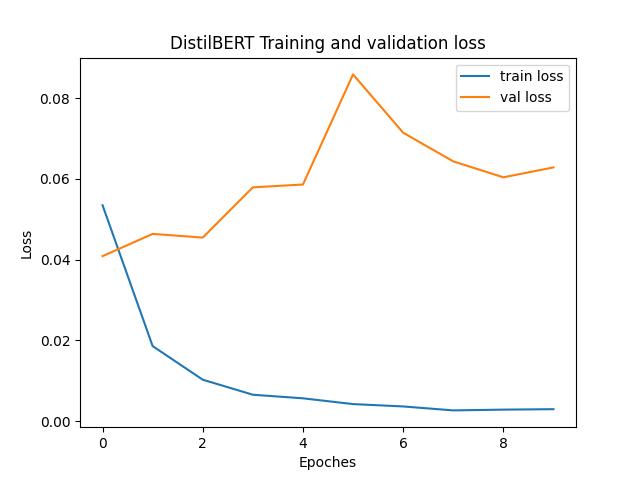 DistilBERT Training and validation loss
train loss
val loss
0.08
0.06
0.04
0.02
0.00
Loss
0 2 4 6 8
Epoches